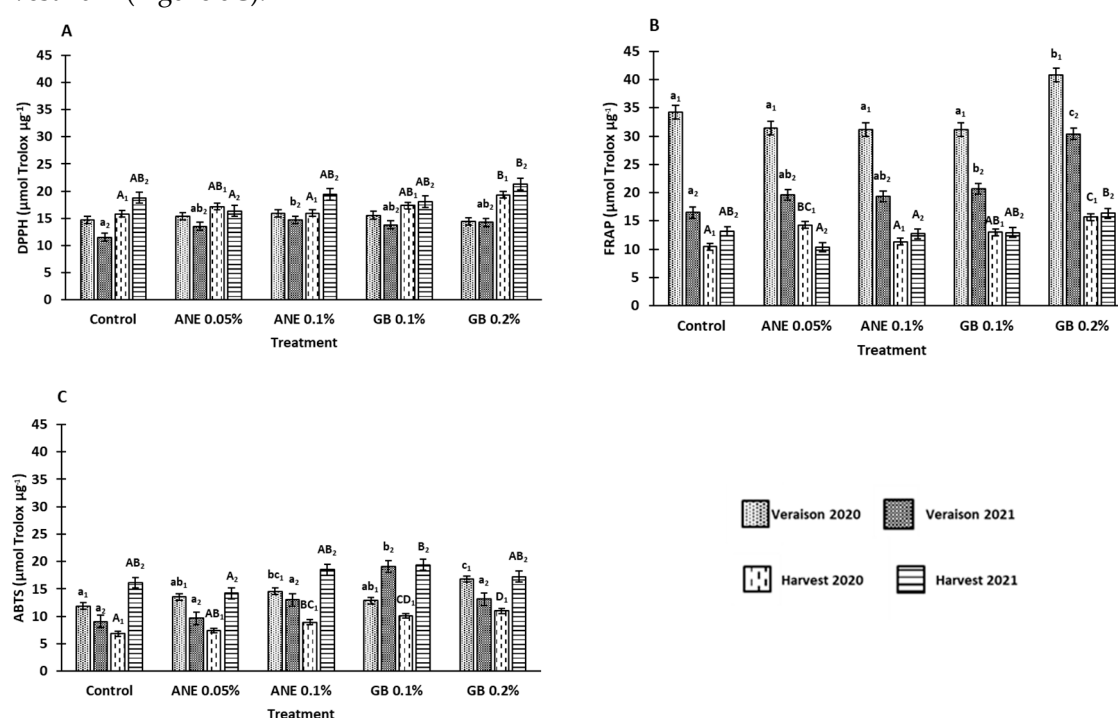 A
45
40
35
30
25
20
15
10
5
0
DPPH (μmol Trolox μg⁻¹)
a₂ A₁ AB₂
ab₂ AB₁ A₂
b₂ A₁ AB₂
ab₂ AB₁ AB₂
ab₂ B₁ B₂
Control ANE 0.05% ANE 0.1% GB 0.1% GB 0.2%
Treatment
B
45
40
35
30
25
20
15
10
5
0
FRAP (μmol Trolox μg⁻¹)
a₁ a₂ A₁ AB₂
a₁ ab₂ BC₁ A₂
a₁ ab₂ A₁ A₂
a₁ b₂ AB₁ AB₂
b₁ c₂ C₁ B₂
Control ANE 0.05% ANE 0.1% GB 0.1% GB 0.2%
Treatment
C
45
40
35
30
25
20
15
10
5
0
ABTS (μmol Trolox μg⁻¹)
a₁ a₂ A₁ AB₂
ab₁ a₂ AB₁ A₂
bc₁ a₂ BC₁ AB₂
ab₁ b₂ CD₁ B₂
c₁ a₂ D₁ AB₂
Control ANE 0.05% ANE 0.1% GB 0.1% GB 0.2%
Treatment
Veraison 2020 Veraison 2021
Harvest 2020 Harvest 2021